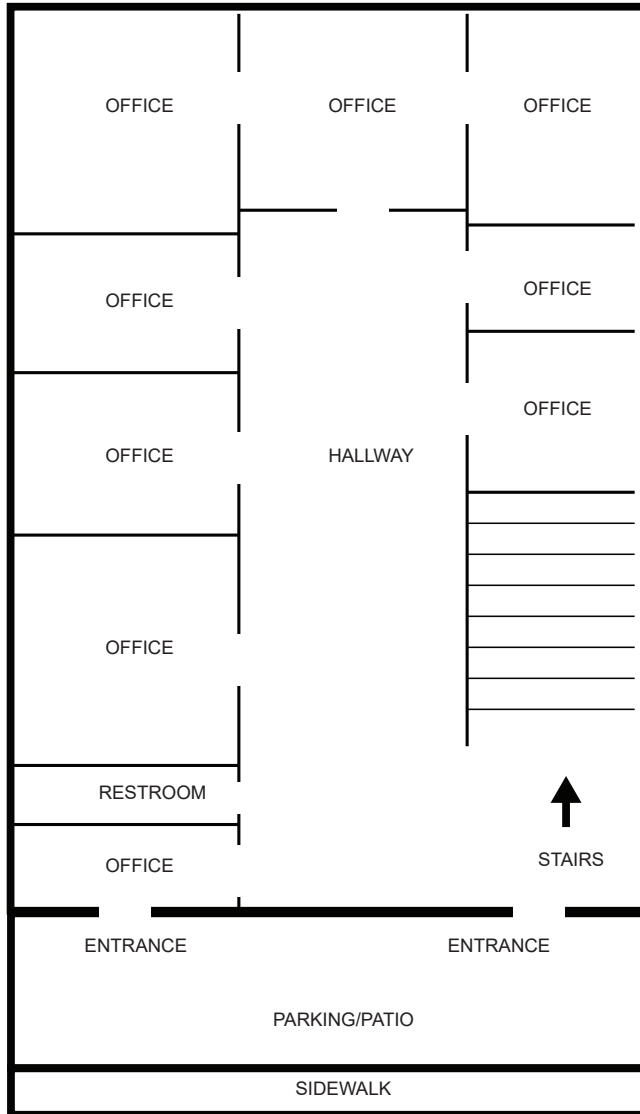 OFFICE
OFFICE
OFFICE
OFFICE
OFFICE
OFFICE
OFFICE
HALLWAY
OFFICE
RESTROOM
STAIRS
OFFICE
ENTRANCE
ENTRANCE
PARKING/PATIO
SIDEWALK